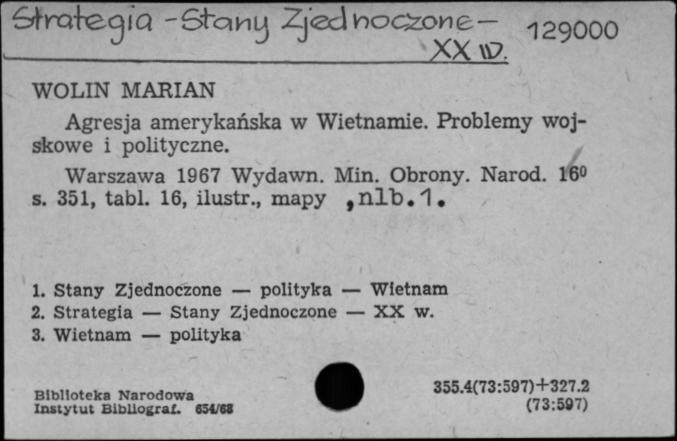 Strategia - Stany Zjednoczone - 129000
XX w.
WOLIN MARIAN
Agresja amerykańska w Wietnamie. Problemy woj-
skowe i polityczne.
Warszawa 1967 Wydawn. Min. Obrony. Narod. 16⁰
s. 351, tabl. 16, ilustr., mapy ,nlb.1.
1. Stany Zjednoczone — polityka — Wietnam
2. Strategia — Stany Zjednoczone — XX w.
3. Wietnam — polityka
355.4(73:597)+327.2
(73:597)
Biblioteka Narodowa
Instytut Bibliograf. 654/68